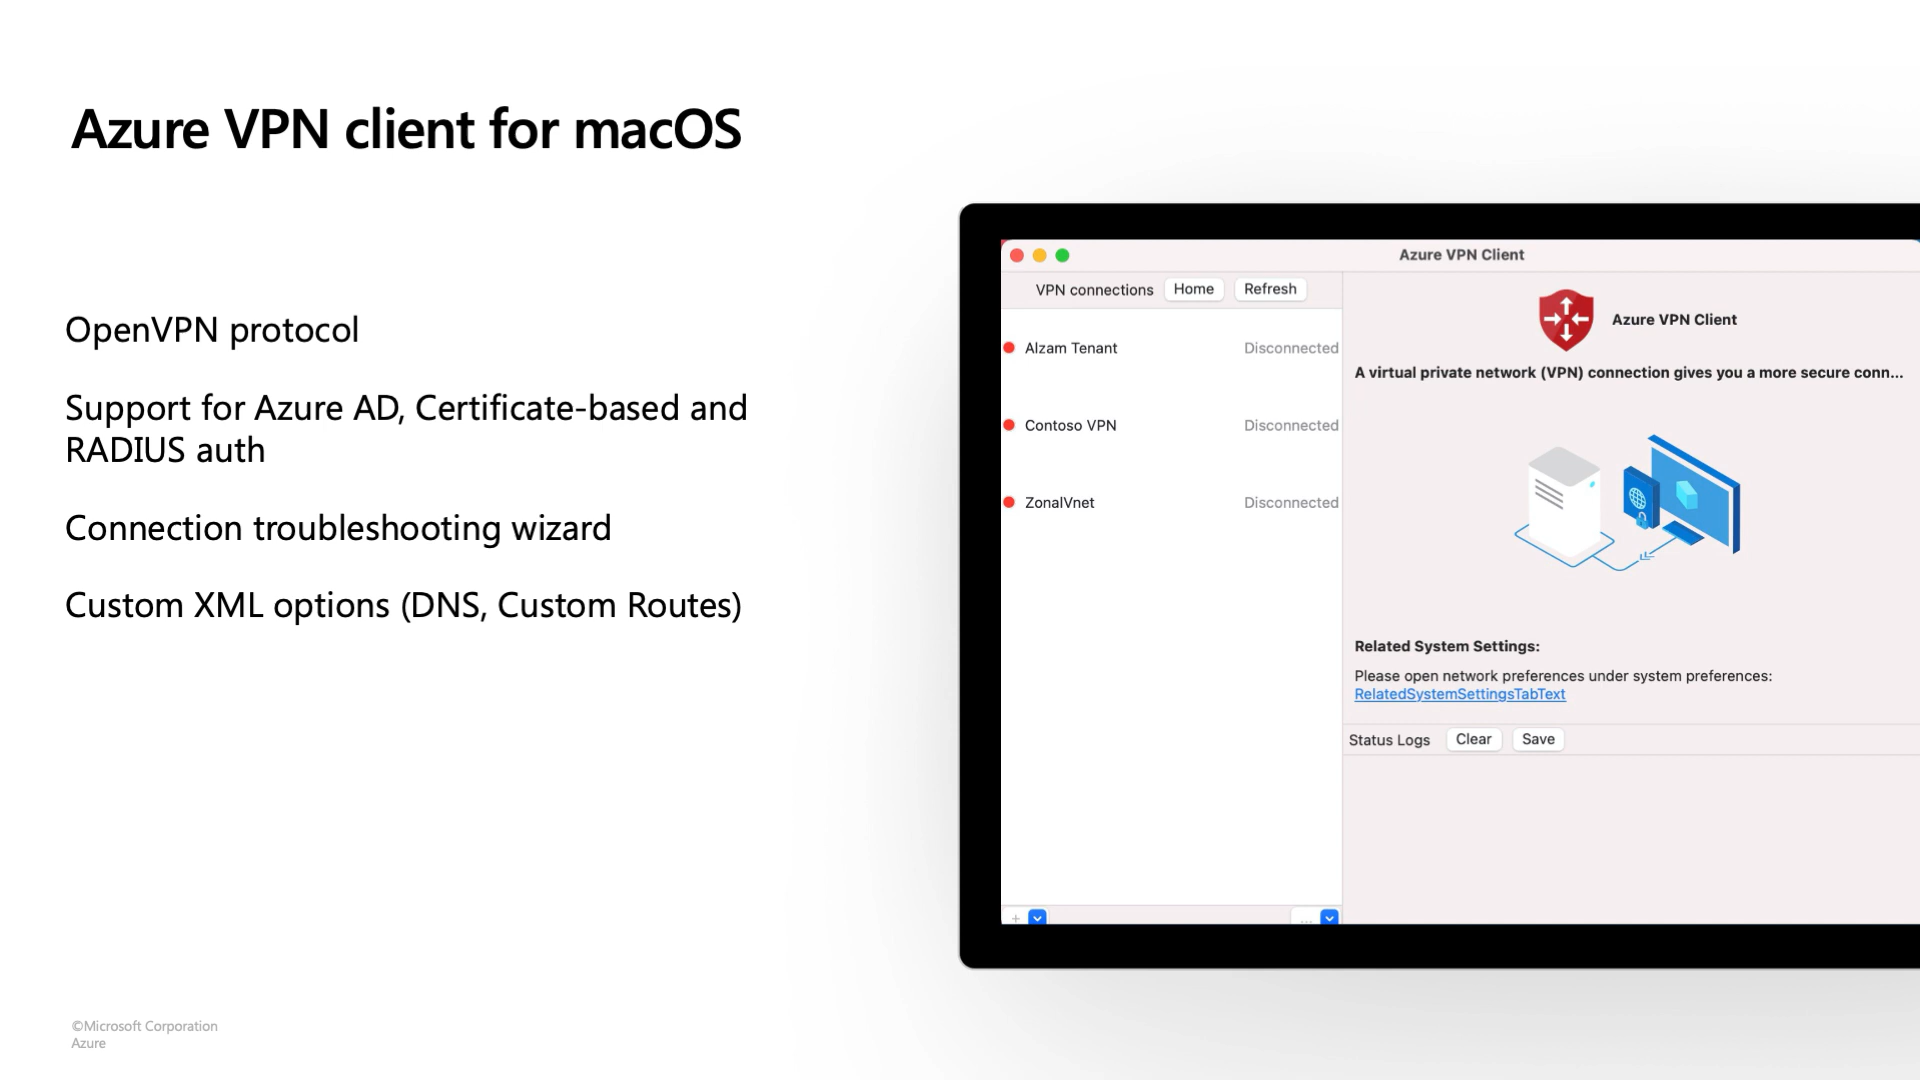 Azure VPN client for macOS
OpenVPN protocol
Support for Azure AD, Certificate-based and
RADIUS auth
Connection troubleshooting wizard
Custom XML options (DNS, Custom Routes)
©Microsoft Corporation
Azure
Azure VPN Client
VPN connections Home Refresh
Alzam Tenant Disconnected
Contoso VPN Disconnected
ZonalVnet Disconnected
Azure VPN Client
A virtual private network (VPN) connection gives you a more secure conn...
Related System Settings:
Please open network preferences under system preferences:
RelatedSystemSettingsTabText
Status Logs Clear Save